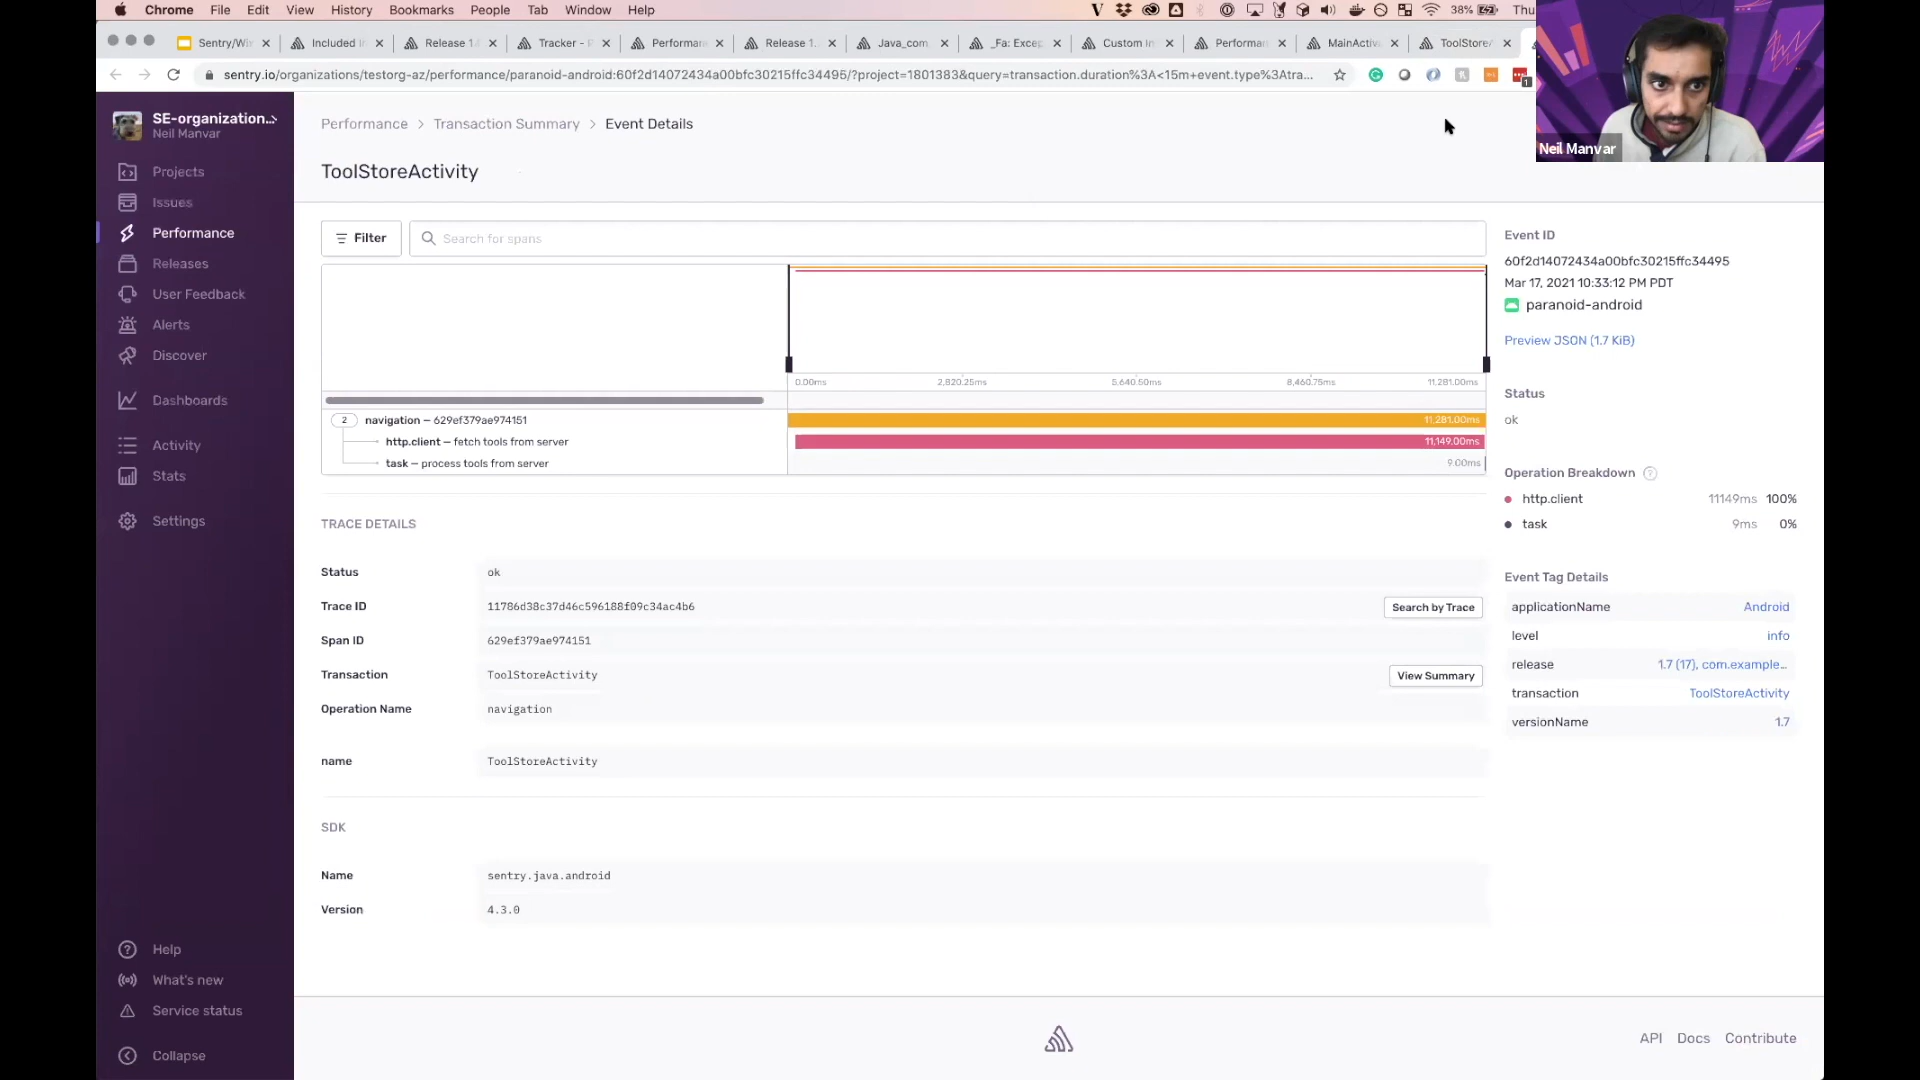 Chrome File Edit View History Bookmarks People Tab Window Help 38% Thu
Sentry/Wi Included Release 1 Tracker - Performan Release 1. Java_com _Fa: Excep Custom In Performan MainActiv ToolStoreA
sentry.io/organizations/testorg-az/performance/paranoid-android:60f2d14072434a00bfc30215ffc34495/?project=1801383&query=transaction.duration%3A<15m+event.type%3Atra...
Neil Manvar
SE-organization...
Neil Manvar
Projects
Issues
Performance
Releases
User Feedback
Alerts
Discover
Dashboards
Activity
Stats
Settings
Help
What's new
Service status
Collapse
Performance > Transaction Summary > Event Details
ToolStoreActivity
Filter
Search for spans
0.00ms 2,820.25ms 5,640.50ms 8,460.75ms 11,281.00ms
2 navigation — 629ef379ae974151 11,281.00ms
http.client — fetch tools from server 11,149.00ms
task — process tools from server 9.00ms
TRACE DETAILS
Status ok
Trace ID 11786d38c37d46c596188f09c34ac4b6 Search by Trace
Span ID 629ef379ae974151
Transaction ToolStoreActivity View Summary
Operation Name navigation
name ToolStoreActivity
SDK
Name sentry.java.android
Version 4.3.0
Event ID
60f2d14072434a00bfc30215ffc34495
Mar 17, 2021 10:33:12 PM PDT
paranoid-android
Preview JSON (1.7 KiB)
Status
ok
Operation Breakdown ?
http.client 11149ms 100%
task 9ms 0%
Event Tag Details
applicationName Android
level info
release 1.7 (17), com.example...
transaction ToolStoreActivity
versionName 1.7
API Docs Contribute